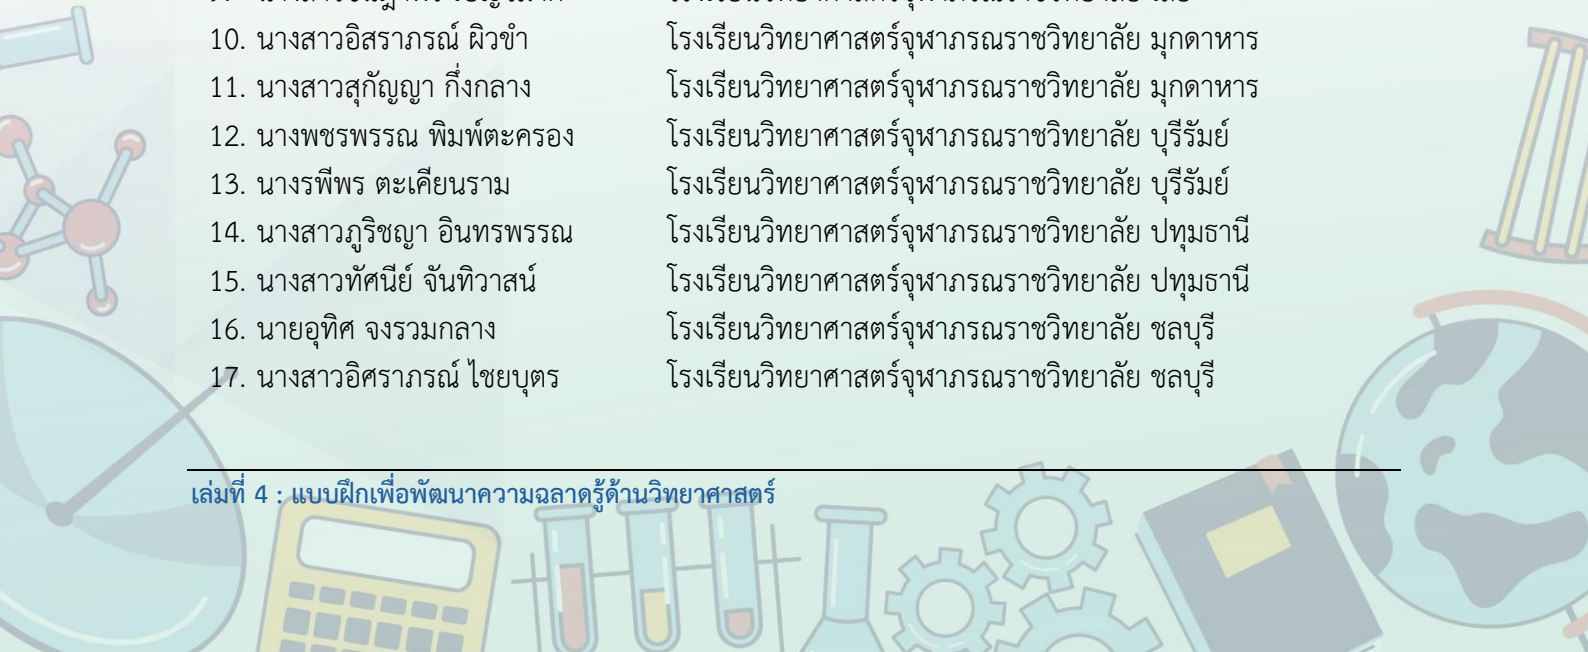 10. นางสาวอิสราภรณ์ ผิวขำ โรงเรียนวิทยาศาสตร์จุฬาภรณราชวิทยาลัย มุกดาหาร
11. นางสาวสุกัญญา กึ่งกลาง โรงเรียนวิทยาศาสตร์จุฬาภรณราชวิทยาลัย มุกดาหาร
12. นางพชรพรรณ พิมพ์ตะครอง โรงเรียนวิทยาศาสตร์จุฬาภรณราชวิทยาลัย บุรีรัมย์
13. นางรพีพร ตะเคียนราม โรงเรียนวิทยาศาสตร์จุฬาภรณราชวิทยาลัย บุรีรัมย์
14. นางสาวภูริชญา อินทรพรรณ โรงเรียนวิทยาศาสตร์จุฬาภรณราชวิทยาลัย ปทุมธานี
15. นางสาวทัศนีย์ จันทิวาสน์ โรงเรียนวิทยาศาสตร์จุฬาภรณราชวิทยาลัย ปทุมธานี
16. นายอุทิศ จงรวมกลาง โรงเรียนวิทยาศาสตร์จุฬาภรณราชวิทยาลัย ชลบุรี
17. นางสาวอิศราภรณ์ ไชยบุตร โรงเรียนวิทยาศาสตร์จุฬาภรณราชวิทยาลัย ชลบุรี
เล่มที่ 4 : แบบฝึกเพื่อพัฒนาความฉลาดรู้ด้านวิทยาศาสตร์